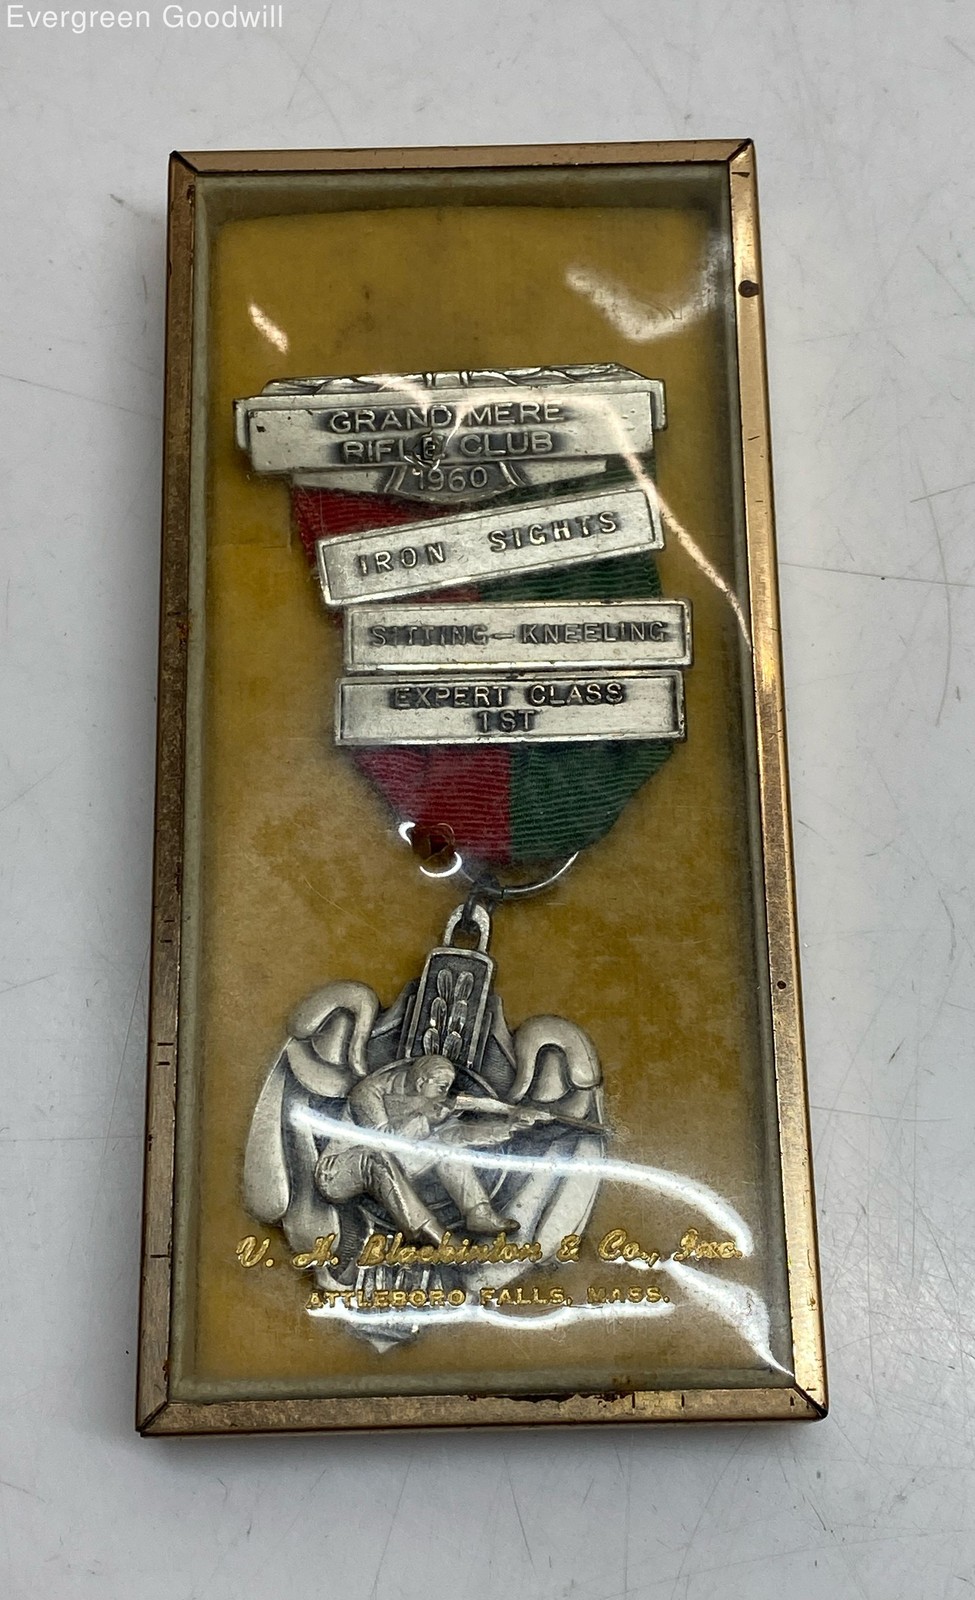 Evergreen Goodwill
GRAND MERE
RIFLE CLUB
1960
IRON SIGHTS
SITTING-KNEELING
EXPERT CLASS
1ST
V. H. Blackinton & Co., Inc.
ATTLEBORO FALLS, MASS.